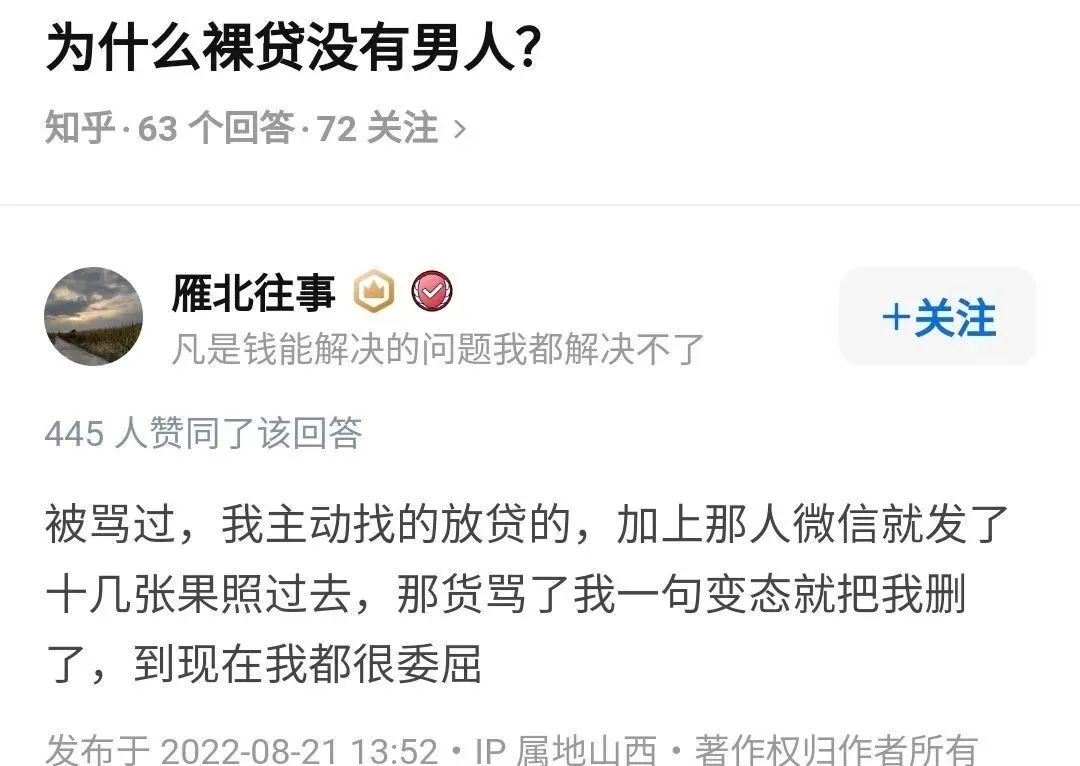 为什么裸贷没有男人？
知乎·63 个回答·72 关注 >
雁北往事
凡是钱能解决的问题我都解决不了
+关注
445 人赞同了该回答
被骂过，我主动找的放贷的，加上那人微信就发了
十几张果照过去，那货骂了我一句变态就把我删
了，到现在我都很委屈
发布于 2022-08-21 13:52・IP 属地山西・著作权归作者所有